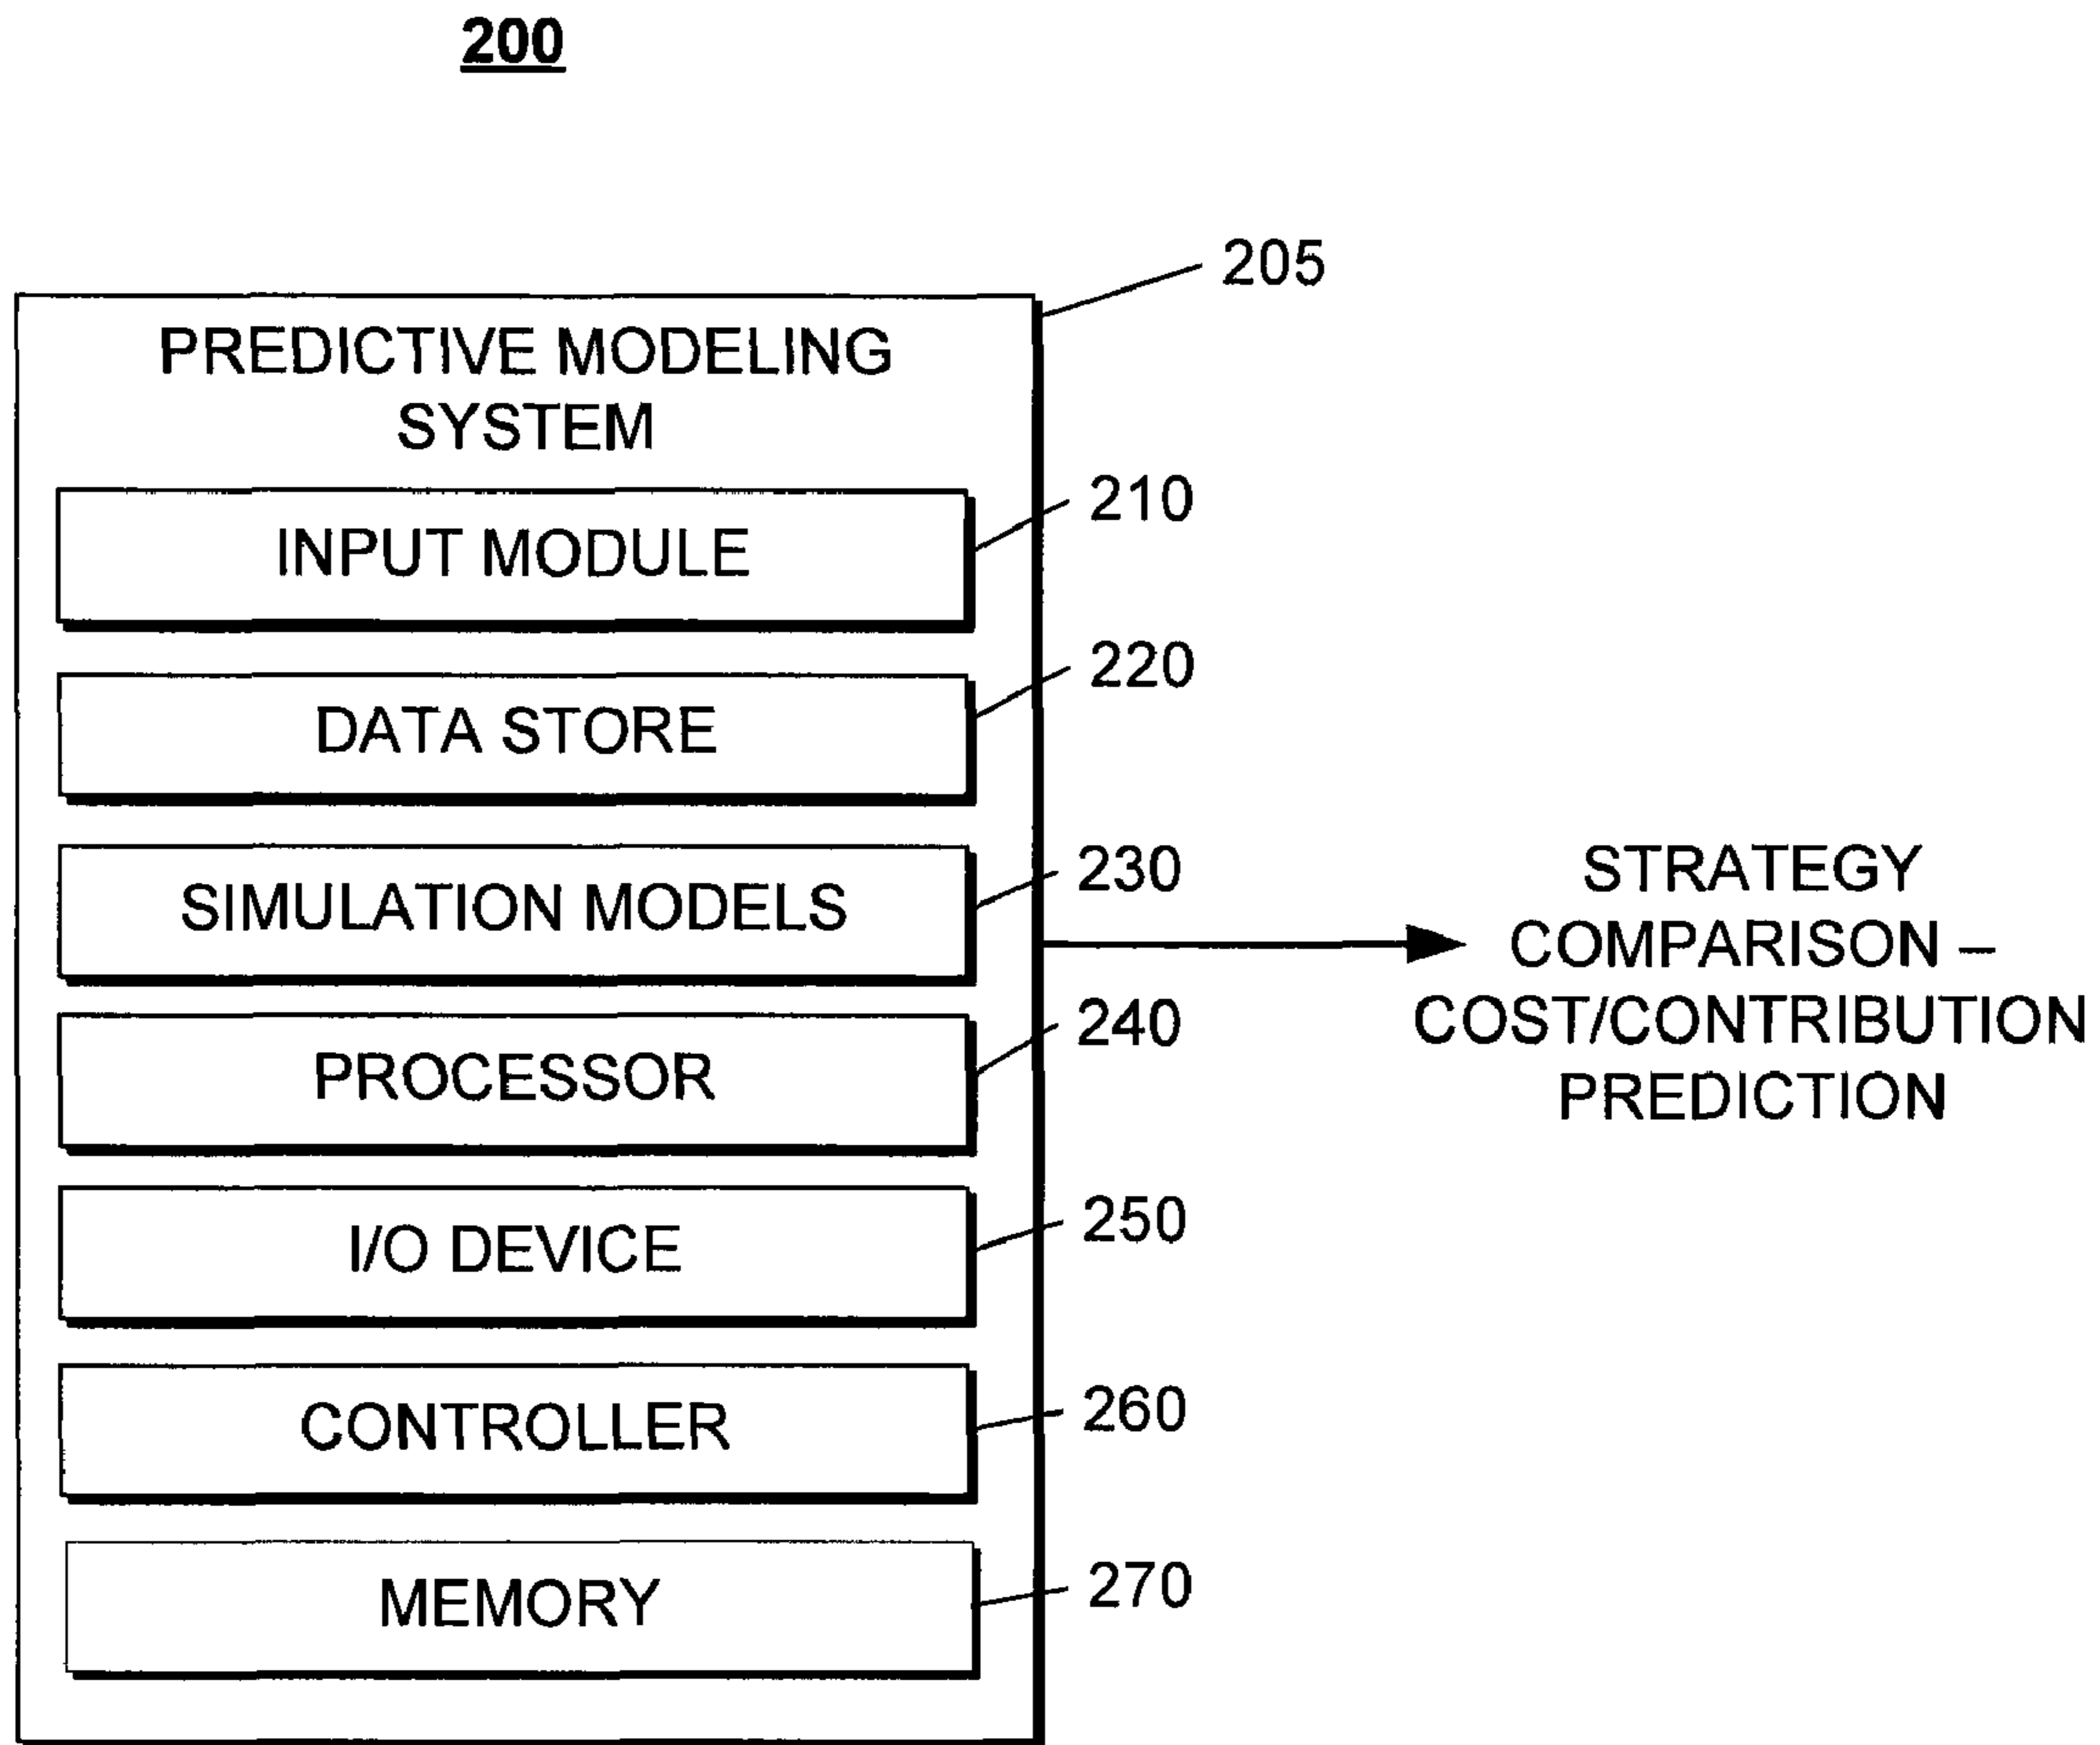 200
205
PREDICTIVE MODELING
SYSTEM
INPUT MODULE
210
DATA STORE
220
SIMULATION MODELS
230
PROCESSOR
240
I/O DEVICE
250
CONTROLLER
260
MEMORY
270
STRATEGY
COMPARISON –
COST/CONTRIBUTION
PREDICTION